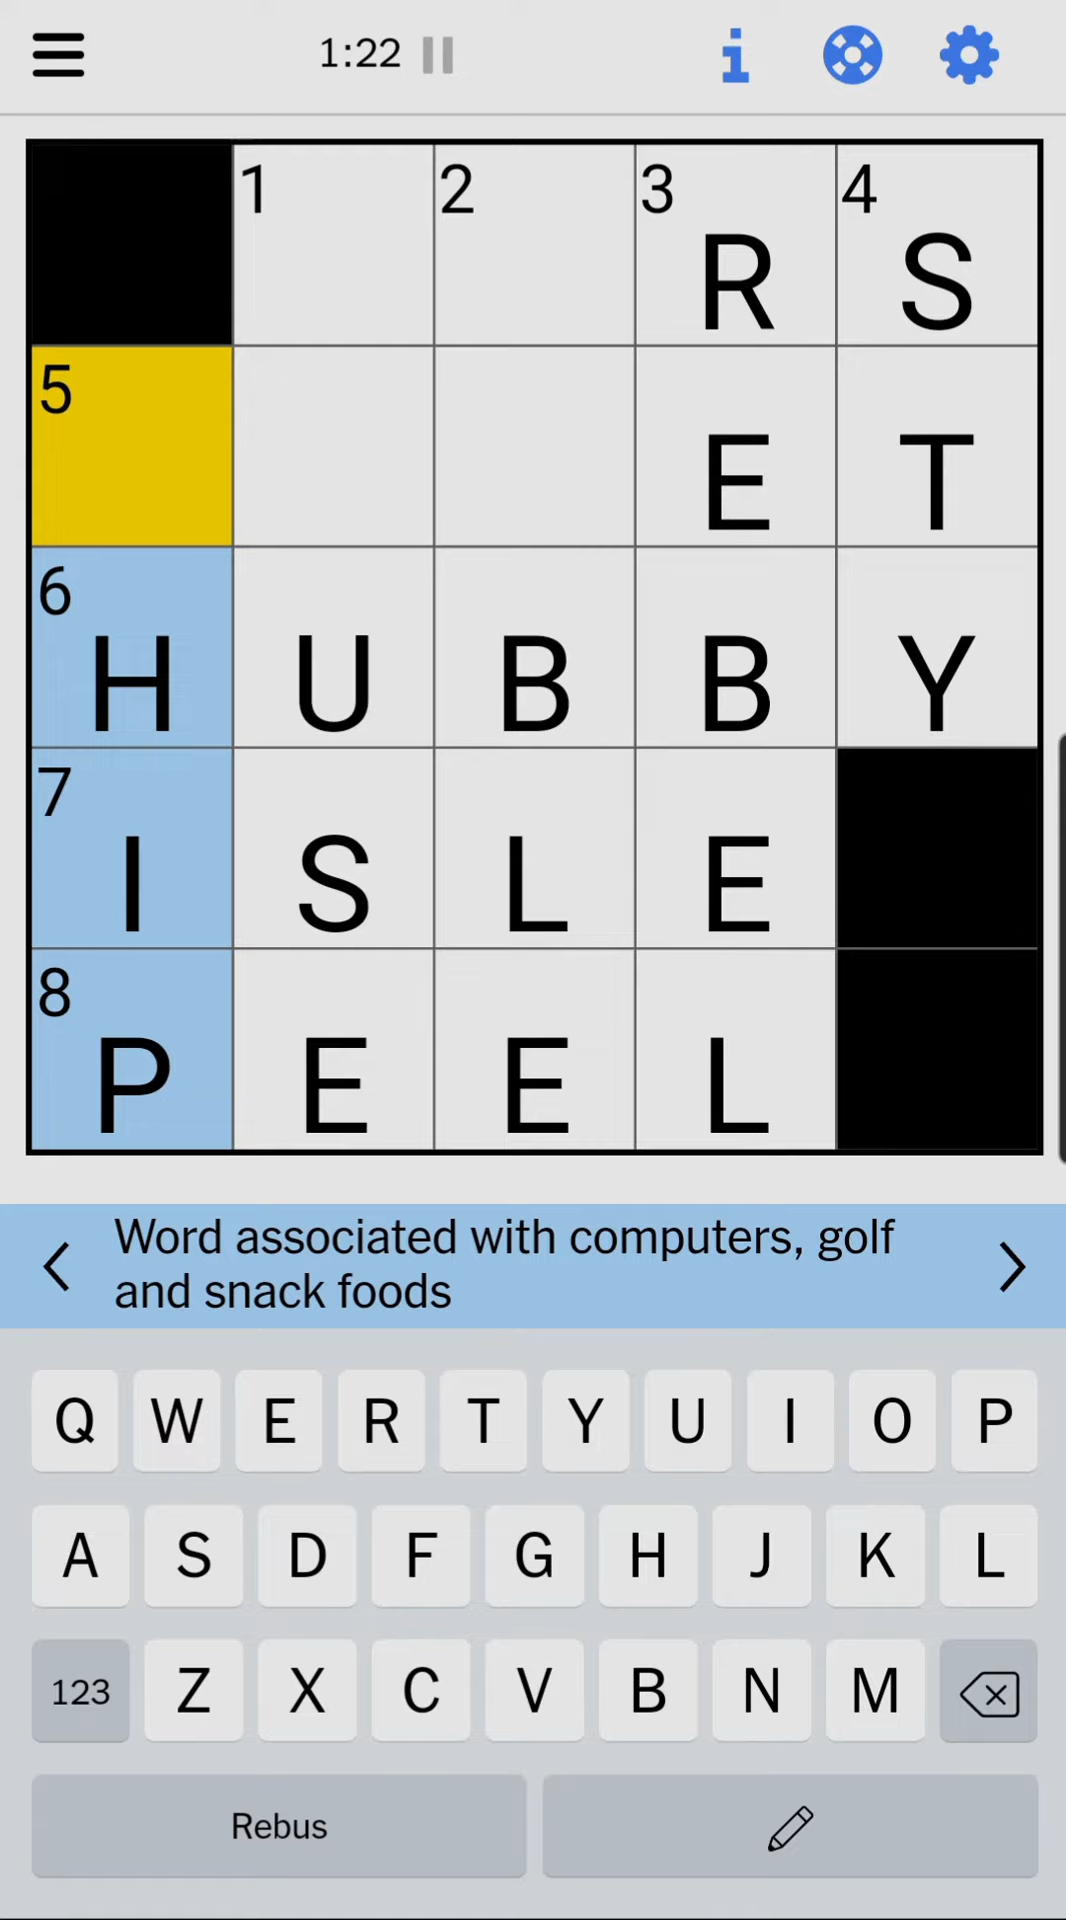 1:22
1 2 3 4
R S
5
E T
6
H U B B Y
7
I S L E
8
P E E L
Word associated with computers, golf
and snack foods
Q W E R T Y U I O P
A S D F G H J K L
123 Z X C V B N M
Rebus